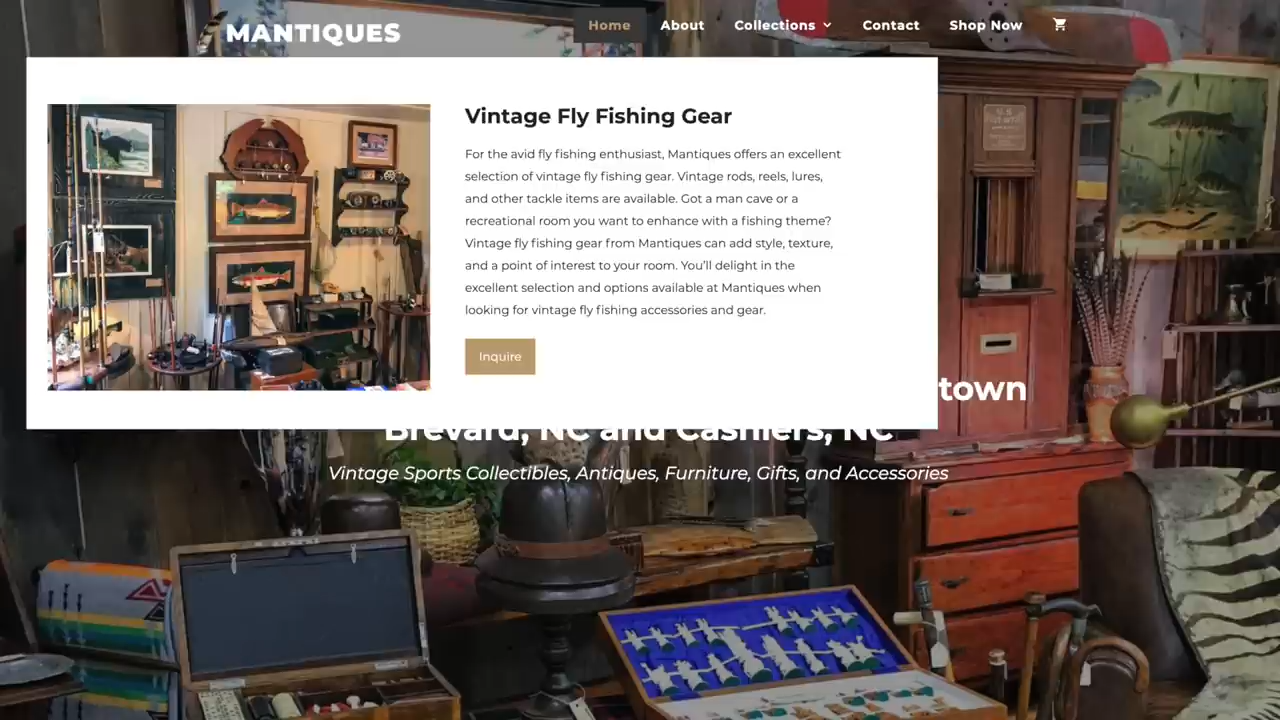 MANTIQUES
Home About Collections Contact Shop Now
Vintage Fly Fishing Gear
For the avid fly fishing enthusiast, Mantiques offers an excellent
selection of vintage fly fishing gear. Vintage rods, reels, lures,
and other tackle items are available. Got a man cave or a
recreational room you want to enhance with a fishing theme?
Vintage fly fishing gear from Mantiques can add style, texture,
and a point of interest to your room. You’ll delight in the
excellent selection and options available at Mantiques when
looking for vintage fly fishing accessories and gear.
Inquire
town
Brevard, NC and Cashiers, NC
Vintage Sports Collectibles, Antiques, Furniture, Gifts, and Accessories